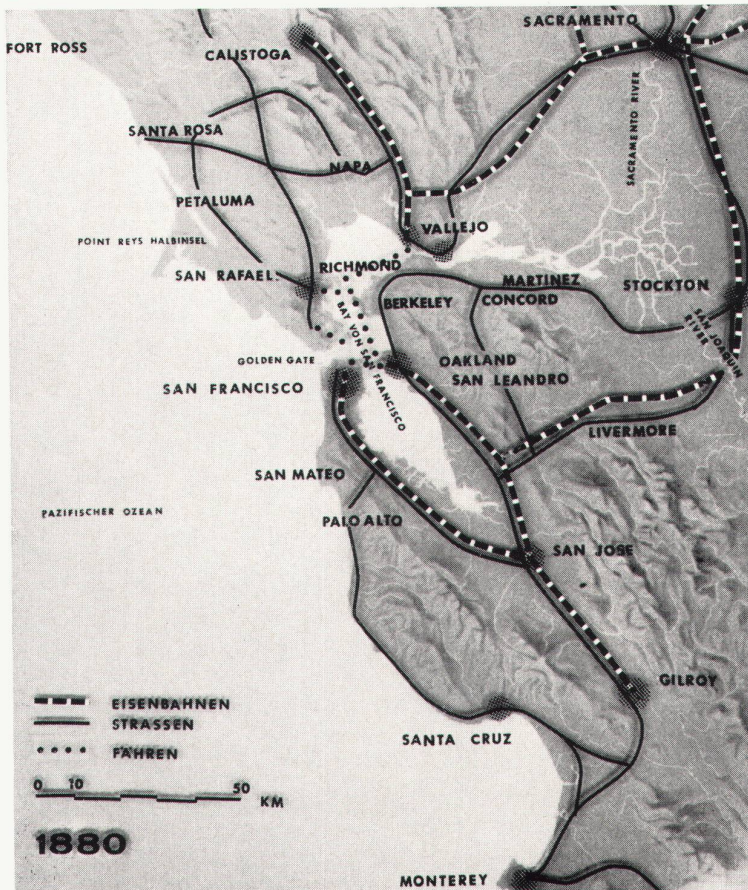 SACRAMENTO
FORT ROSS
CALISTOGA
SACRAMENTO RIVER
SANTA ROSA
NAPA
PETALUMA
VALLEJO
POINT REYS HALBINSEL
SAN RAFAEL
RICHMOND
MARTINEZ
STOCKTON
BERKELEY
CONCORD
BAY VON SAN FRANCISCO
SAN JOAQUIN
RIVER
GOLDEN GATE
OAKLAND
SAN FRANCISCO
SAN LEANDRO
LIVERMORE
SAN MATEO
PAZIFISCHER OZEAN
PALO ALTO
SAN JOSE
GILROY
EISENBAHNEN
STRASSEN
SANTA CRUZ
FÄHREN
0 10 50
KM
1880
MONTEREY